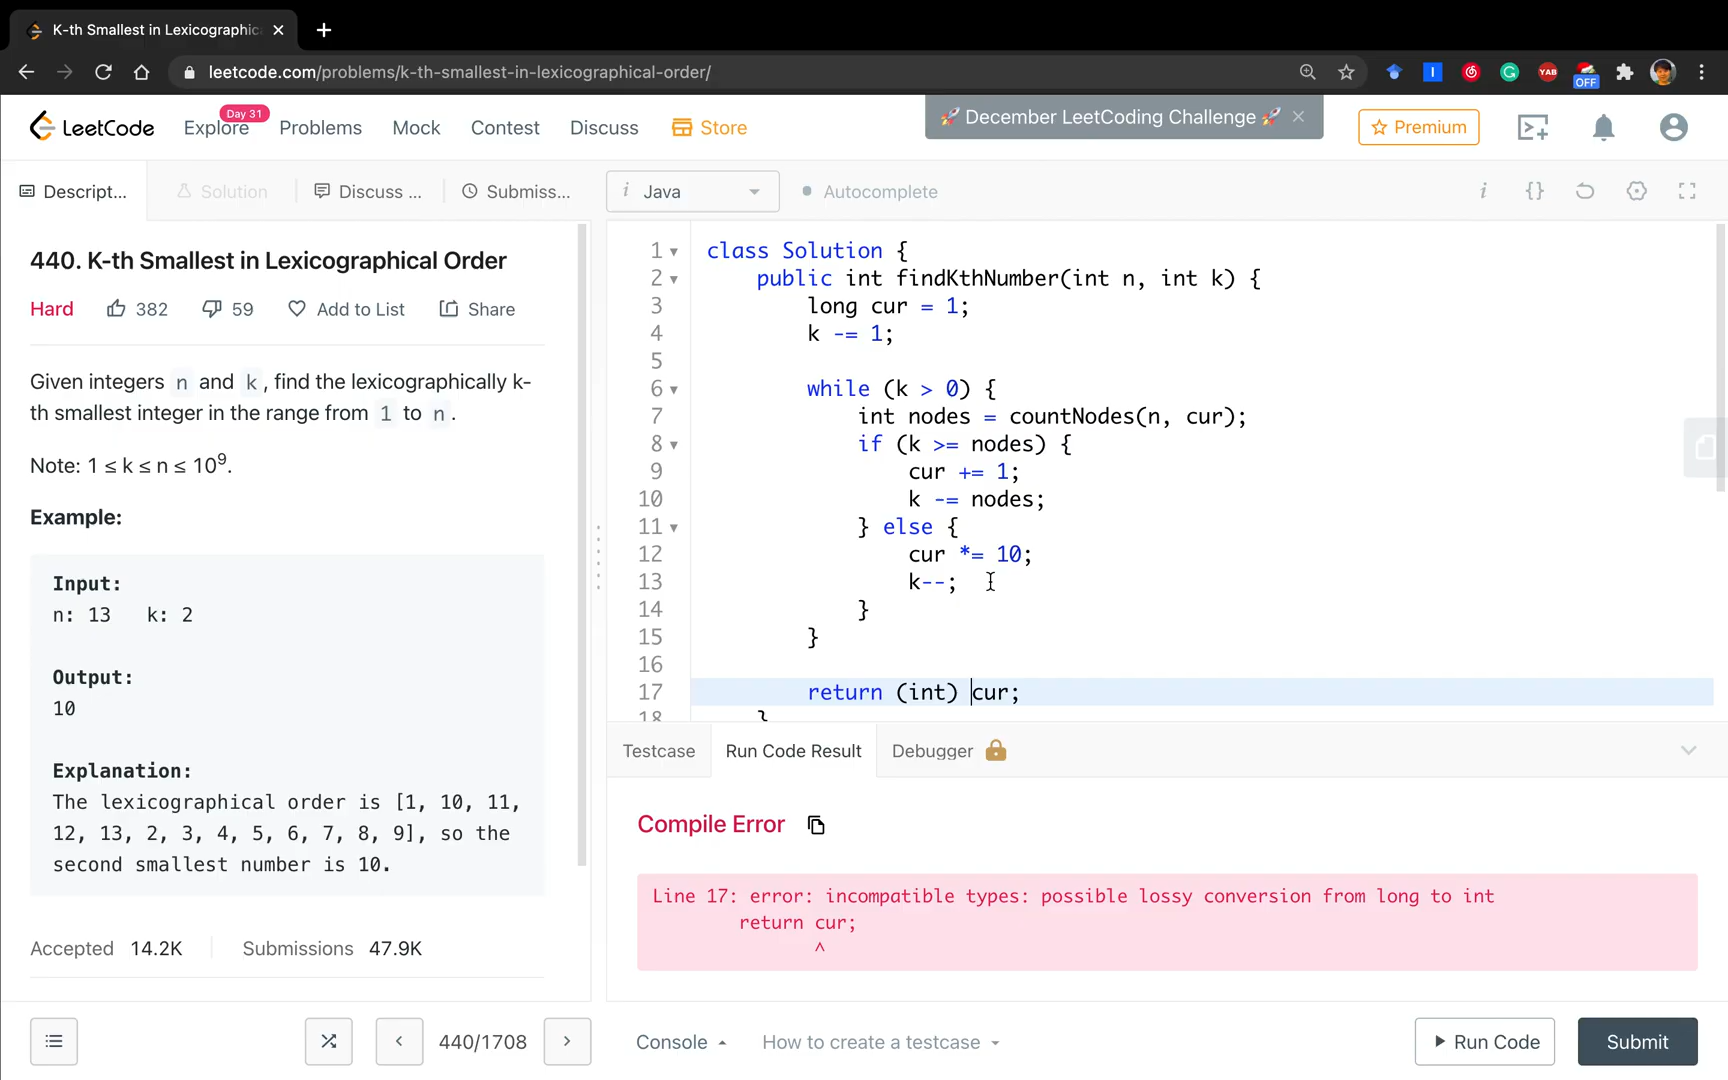 K-th Smallest in Lexicographic
leetcode.com/problems/k-th-smallest-in-lexicographical-order/
YAB
OFF
LeetCode
Explore
Day 31
Problems
Mock
Contest
Discuss
Store
🚀 December LeetCoding Challenge 🚀
Premium
Descript...
Solution
Discuss ...
Submiss...
i Java
Autocomplete
440. K-th Smallest in Lexicographical Order
Hard
382
59
Add to List
Share
Given integers n and k, find the lexicographically k-
th smallest integer in the range from 1 to n.
Note: 1 ≤ k ≤ n ≤ 10⁹.
Example:
Input:
n: 13   k: 2
Output:
10
Explanation:
The lexicographical order is [1, 10, 11,
12, 13, 2, 3, 4, 5, 6, 7, 8, 9], so the
second smallest number is 10.
Accepted 14.2K
Submissions 47.9K
440/1708
1 class Solution {
2     public int findKthNumber(int n, int k) {
3         long cur = 1;
4         k -= 1;
5
6         while (k > 0) {
7             int nodes = countNodes(n, cur);
8             if (k >= nodes) {
9                 cur += 1;
10                 k -= nodes;
11             } else {
12                 cur *= 10;
13                 k--;
14             }
15         }
16
17         return (int) cur;
18     }
Testcase
Run Code Result
Debugger
Compile Error
Line 17: error: incompatible types: possible lossy conversion from long to int
        return cur;
               ^
Console
How to create a testcase
Run Code
Submit